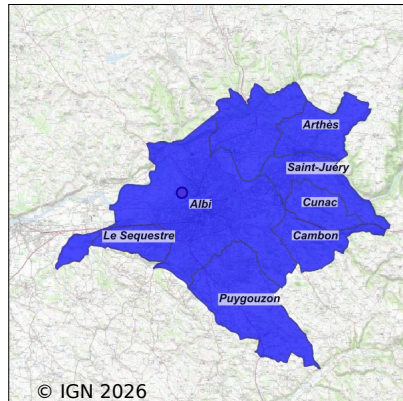 Arthès
Saint-Juéry
Albi
Cunac
Le Sequestre
Cambon
Puygouzon
© IGN 2026